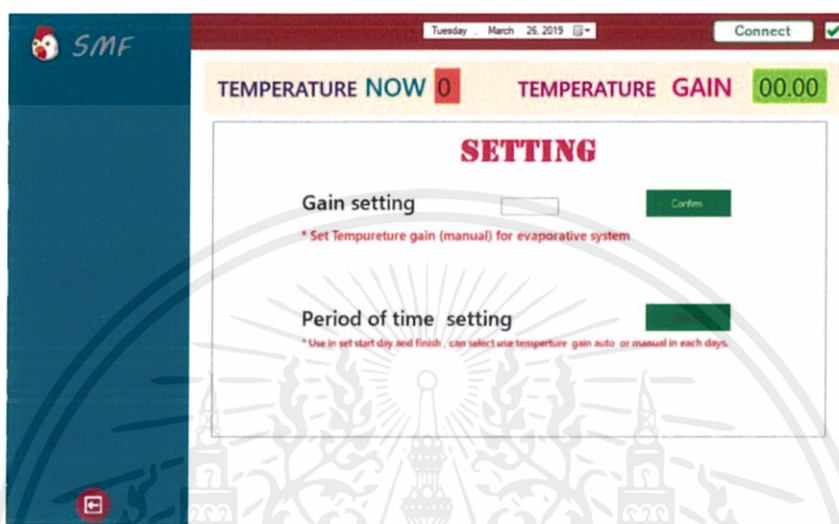 SMF
Tuesday , March 26, 2019
Connect
TEMPERATURE NOW 0
TEMPERATURE GAIN 00.00
SETTING
Gain setting
Confirm
* Set Tempureture gain (manual) for evaporative system
Period of time setting
* Use in set start day and finish , can select use temperture gain auto or manual in each days.